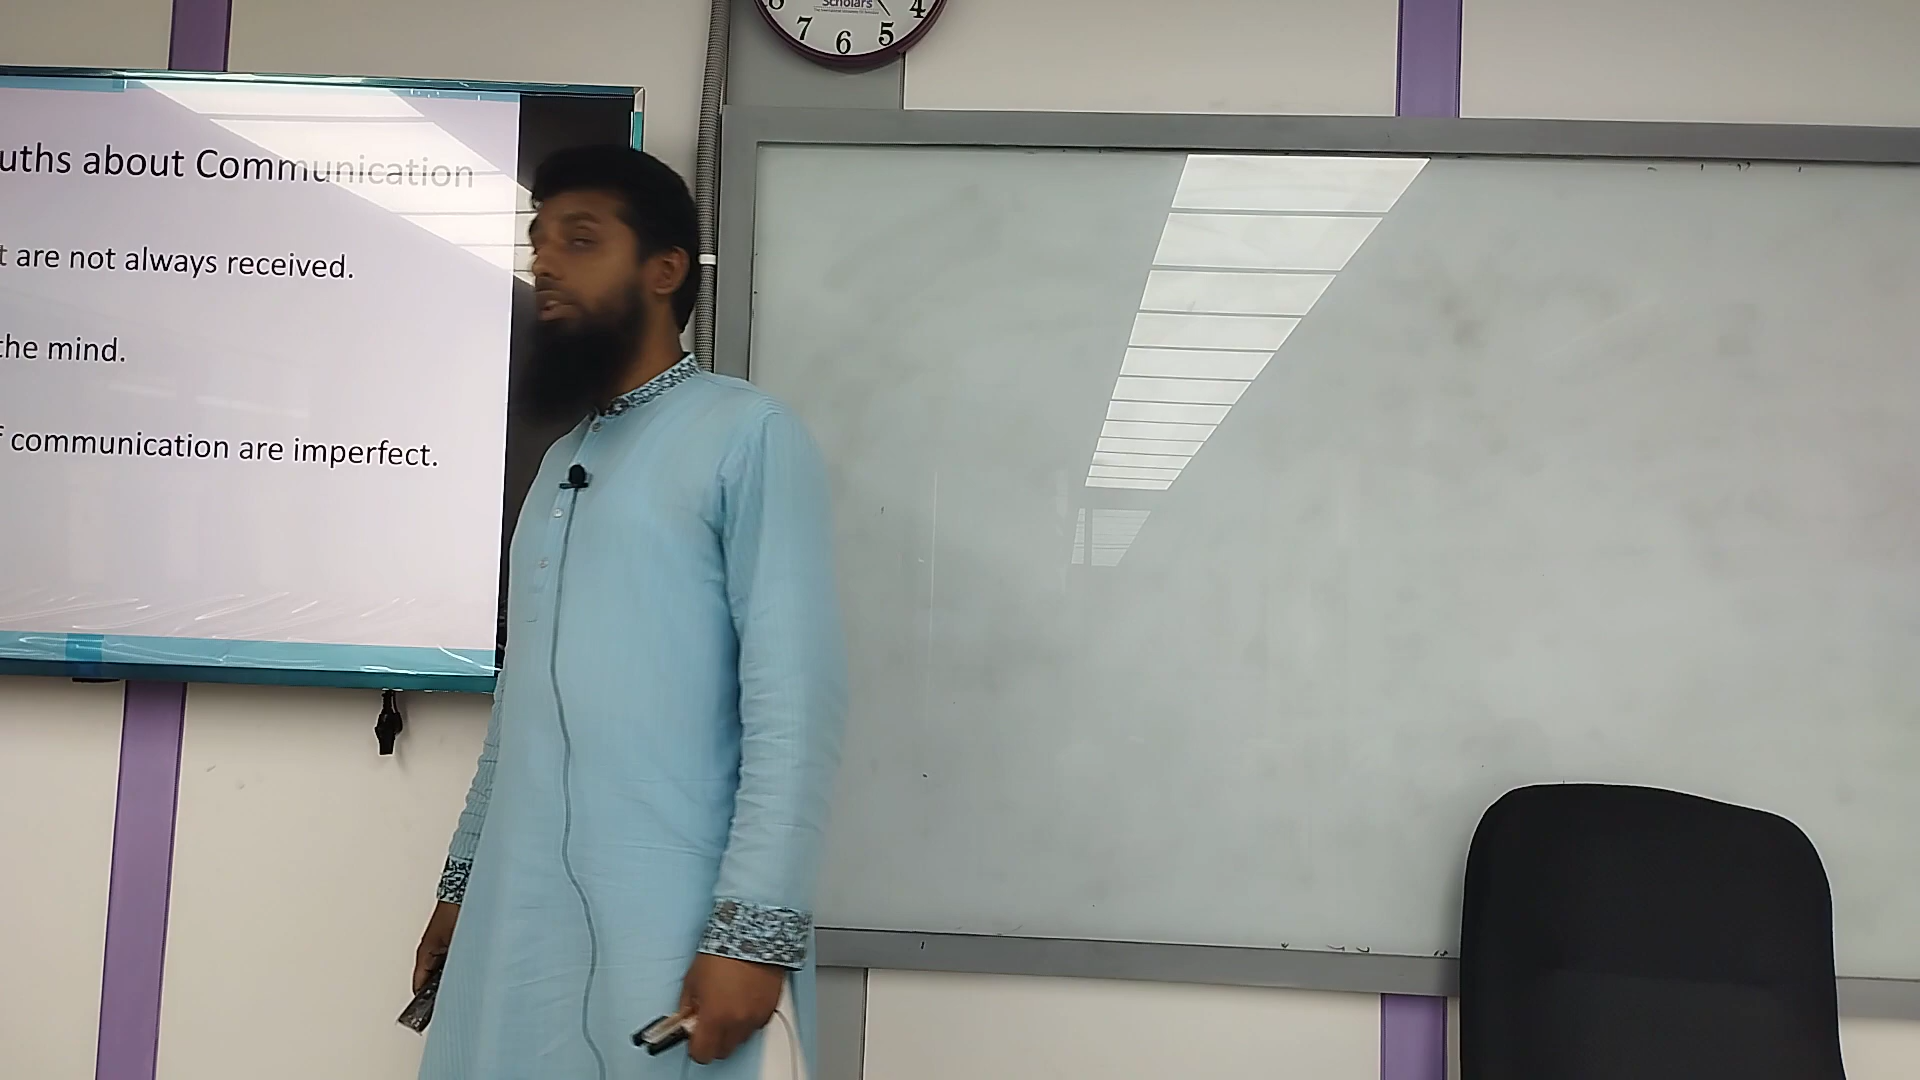 Scholars
4
7
6
5
uths about Communication
t are not always received.
the mind.
f communication are imperfect.